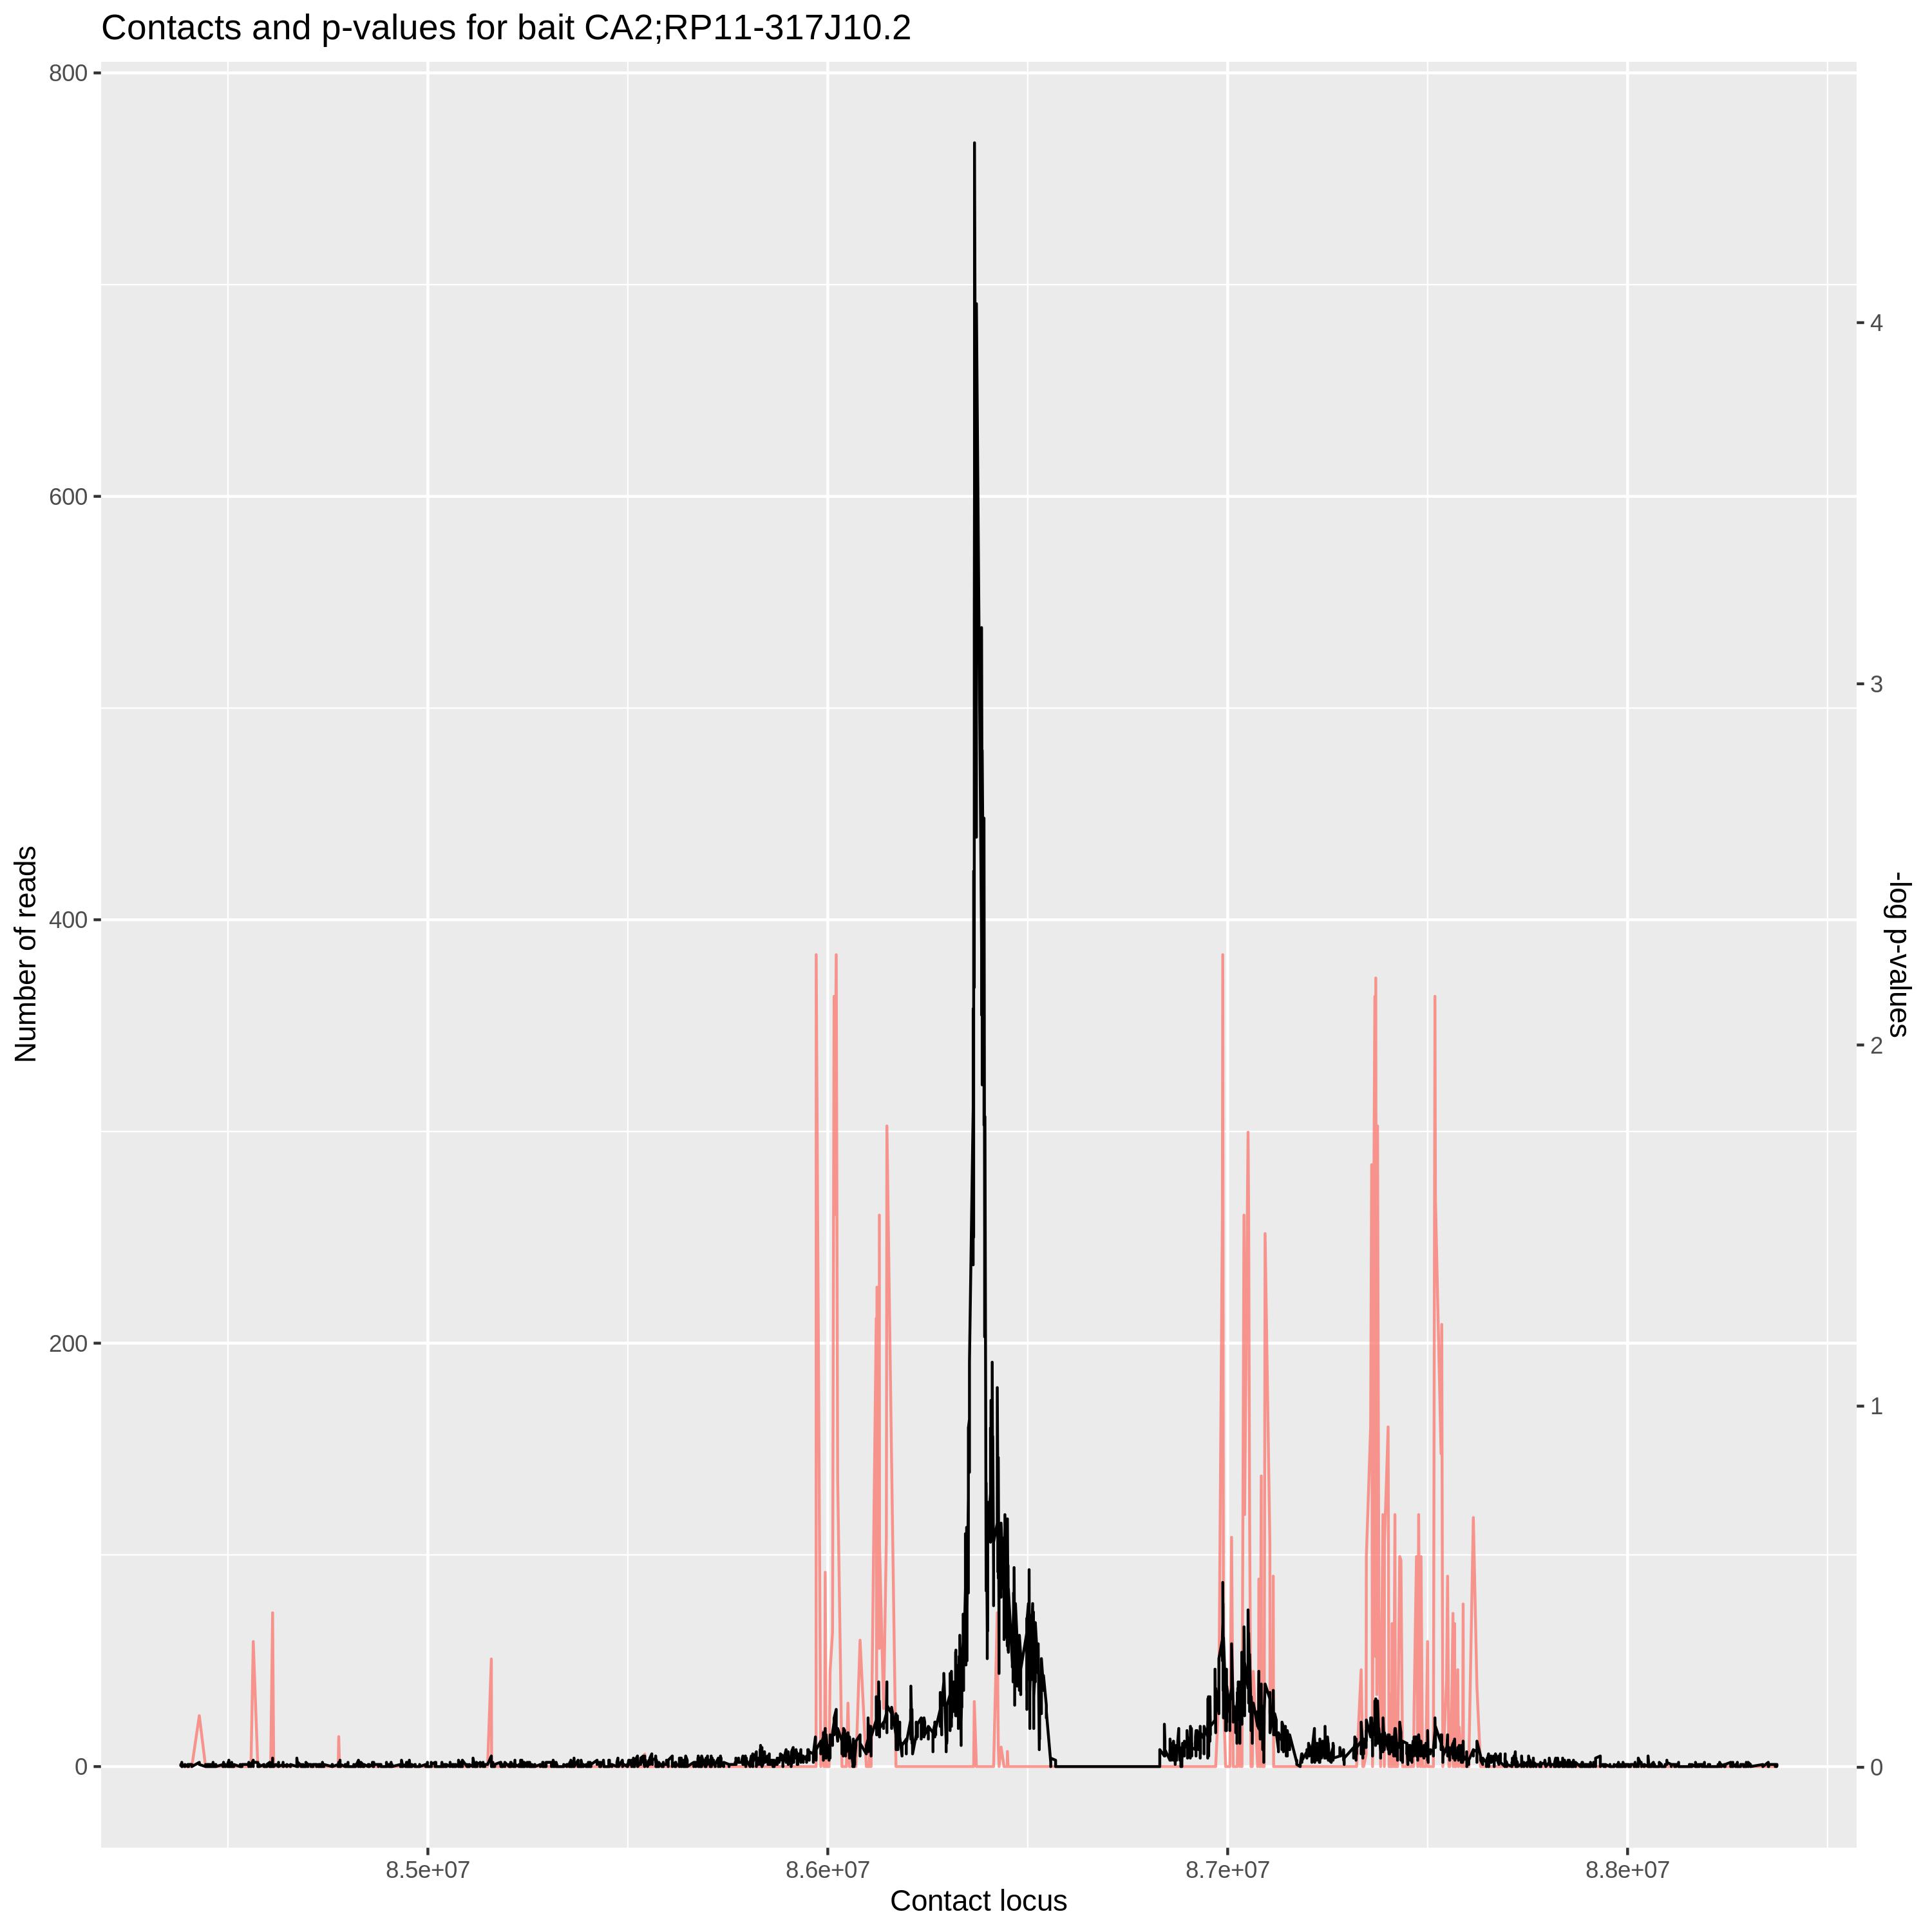 Contacts and p-values for bait CA2;RP11-317J10.2
800
600
400
200
0
Number of reads
4
3
2
1
0
-log p-values
8.5e+07
8.6e+07
8.7e+07
8.8e+07
Contact locus